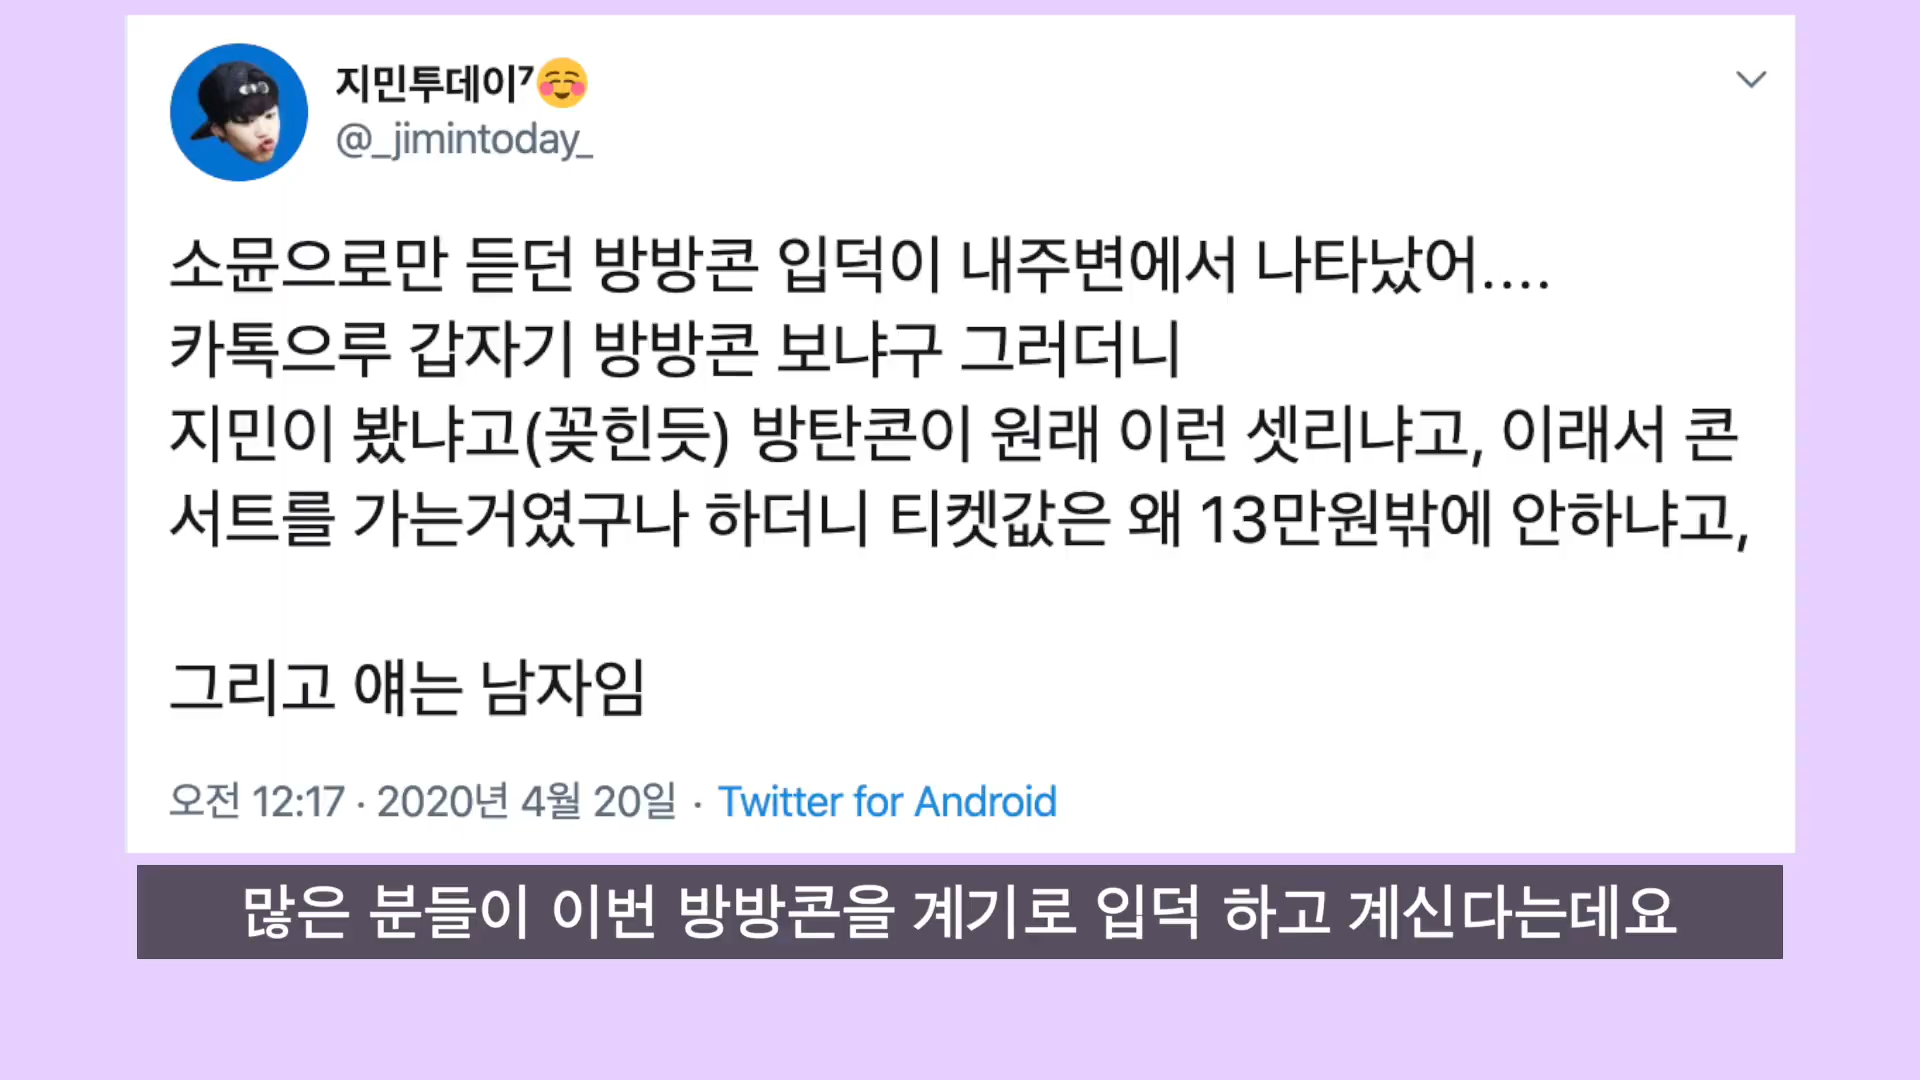 지민투데이⁷☺️
@_jimintoday_
소문으로만 듣던 방방콘 입덕이 내주변에서 나타났어....
카톡으루 갑자기 방방콘 보냐구 그러더니
지민이 봤냐고(꽂힌듯) 방탄콘이 원래 이런 셋리냐고, 이래서 콘
서트를 가는거였구나 하더니 티켓값은 왜 13만원밖에 안하냐고,
그리고 얘는 남자임
오전 12:17 · 2020년 4월 20일 · Twitter for Android
많은 분들이 이번 방방콘을 계기로 입덕 하고 계신다는데요